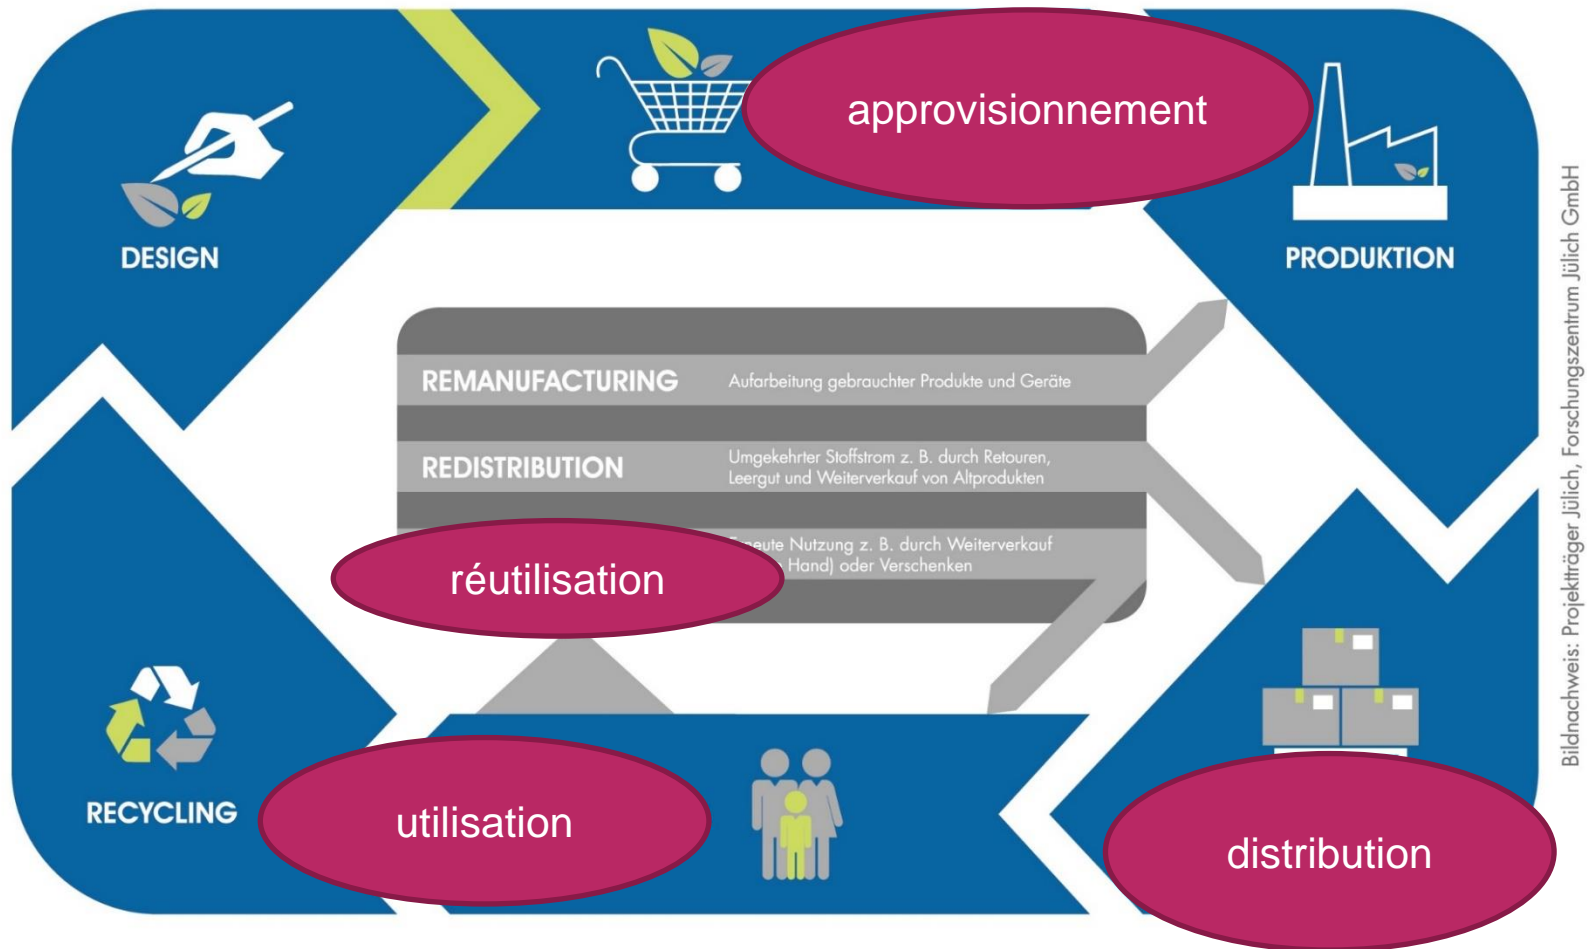 approvisionnement
DESIGN
PRODUKTION
REMANUFACTURING
Aufarbeitung gebrauchter Produkte und Geräte
REDISTRIBUTION
Umgekehrter Stoffstrom z. B. durch Retouren,
Leergut und Weiterverkauf von Altprodukten
réutilisation
Nutzung z. B. durch Weiterverkauf
Hand) oder Verschenken
RECYCLING
utilisation
distribution
Bildnachweis: Projektträger Jülich, Forschungszentrum Jülich GmbH